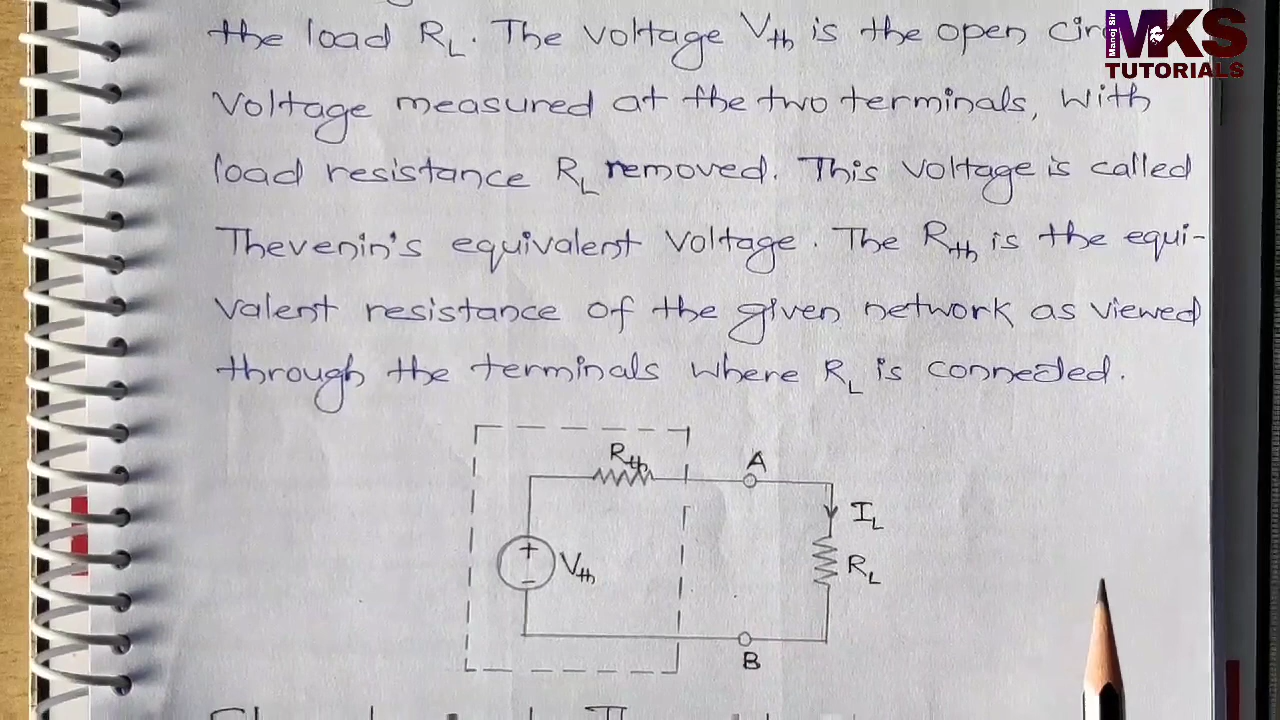 the load RL. The voltage Vth is the open
Manoj Sir
MKS
TUTORIALS
Voltage measured at the two terminals, with
load resistance RL removed. This voltage is called
Thevenin's equivalent voltage. The Rth is the equi-
valent resistance of the given network as viewed
through the terminals where RL is connected.
Rth
A
IL
+
-
Vth
RL
B